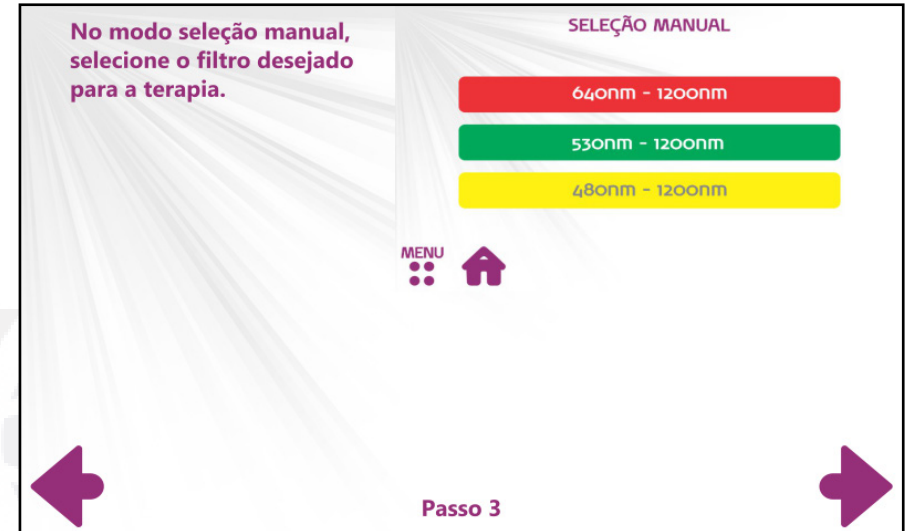 No modo seleção manual,
selecione o filtro desejado
para a terapia.
SELEÇÃO MANUAL
640nm - 1200nm
530nm - 1200nm
480nm - 1200nm
MENU
Passo 3